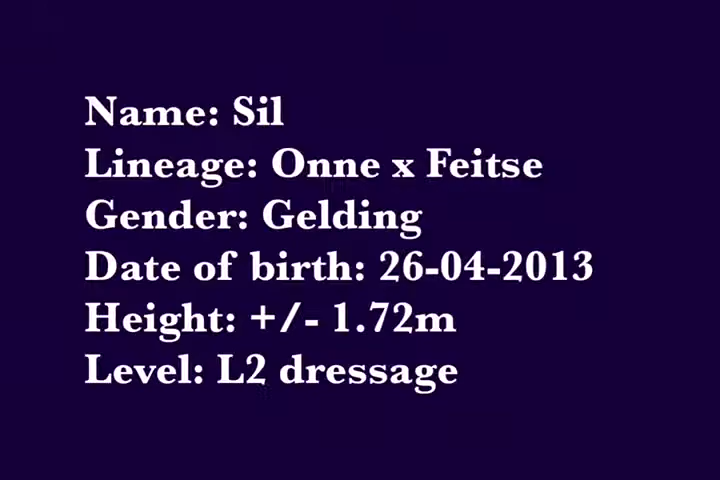 Name: Sil
Lineage: Onne x Feitse
Gender: Gelding
Date of birth: 26-04-2013
Height: +/- 1.72m
Level: L2 dressage